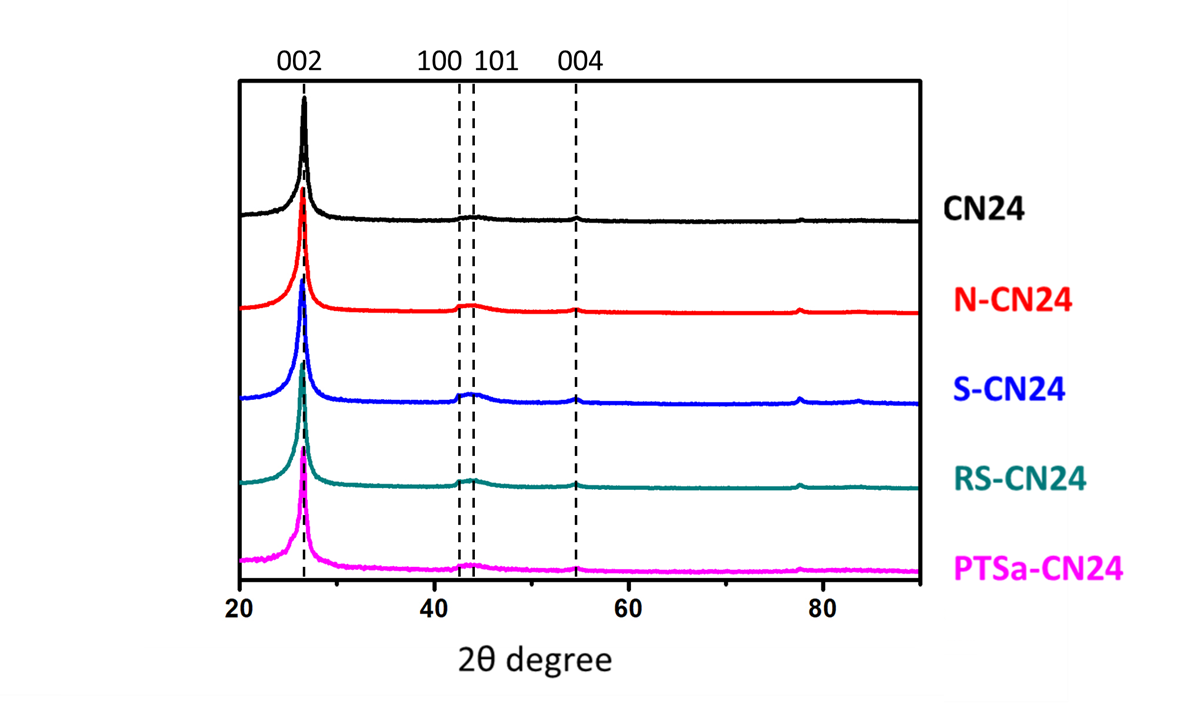 002 100 101 004
CN24
N-CN24
S-CN24
RS-CN24
PTSa-CN24
20 40 60 80
2θ degree